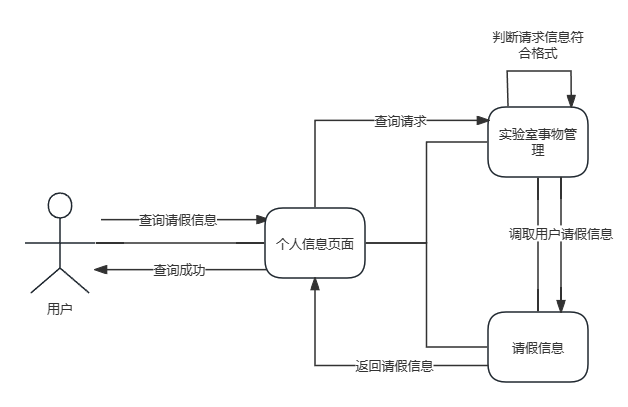 判断请求信息符
合格式
查询请求
实验室事物管
理
查询请假信息
个人信息页面
调取用户请假信息
查询成功
用户
请假信息
返回请假信息